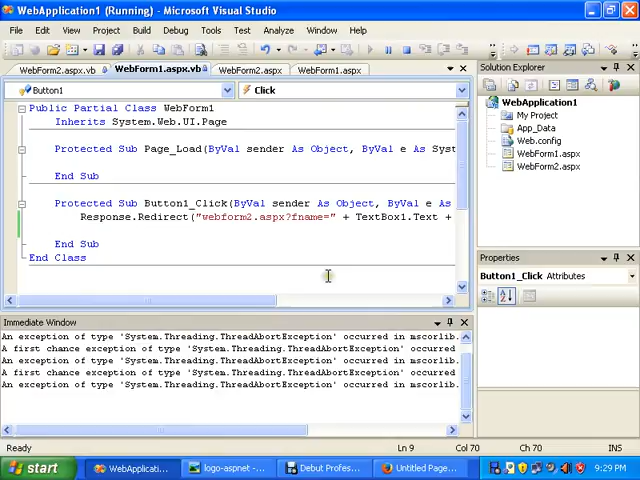 WebApplication1 (Running) - Microsoft Visual Studio
File Edit View Project Build Debug Data Tools Test Analyze Window Help
WebForm2.aspx.vb WebForm1.aspx.vb WebForm2.aspx WebForm1.aspx
Button1 Click
Public Partial Class WebForm1
Inherits System.Web.UI.Page
Protected Sub Page_Load(ByVal sender As Object, ByVal e As Syst
End Sub
Protected Sub Button1_Click(ByVal sender As Object, ByVal e As
Response.Redirect("webform2.aspx?fname=" + TextBox1.Text +
End Sub
End Class
Solution Explorer
WebApplication1
My Project
App_Data
Web.config
WebForm1.aspx
WebForm2.aspx
Properties
Button1_Click Attributes
Immediate Window
An exception of type 'System.Threading.ThreadAbortException' occurred in mscorlib.
A first chance exception of type 'System.Threading.ThreadAbortException' occurred
An exception of type 'System.Threading.ThreadAbortException' occurred in mscorlib.
A first chance exception of type 'System.Threading.ThreadAbortException' occurred
An exception of type 'System.Threading.ThreadAbortException' occurred in mscorlib.
Ready Ln 9 Col 70 Ch 70 INS
start WebApplicati... logo-aspnet -... Debut Profes... Untitled Page... 9:29 PM